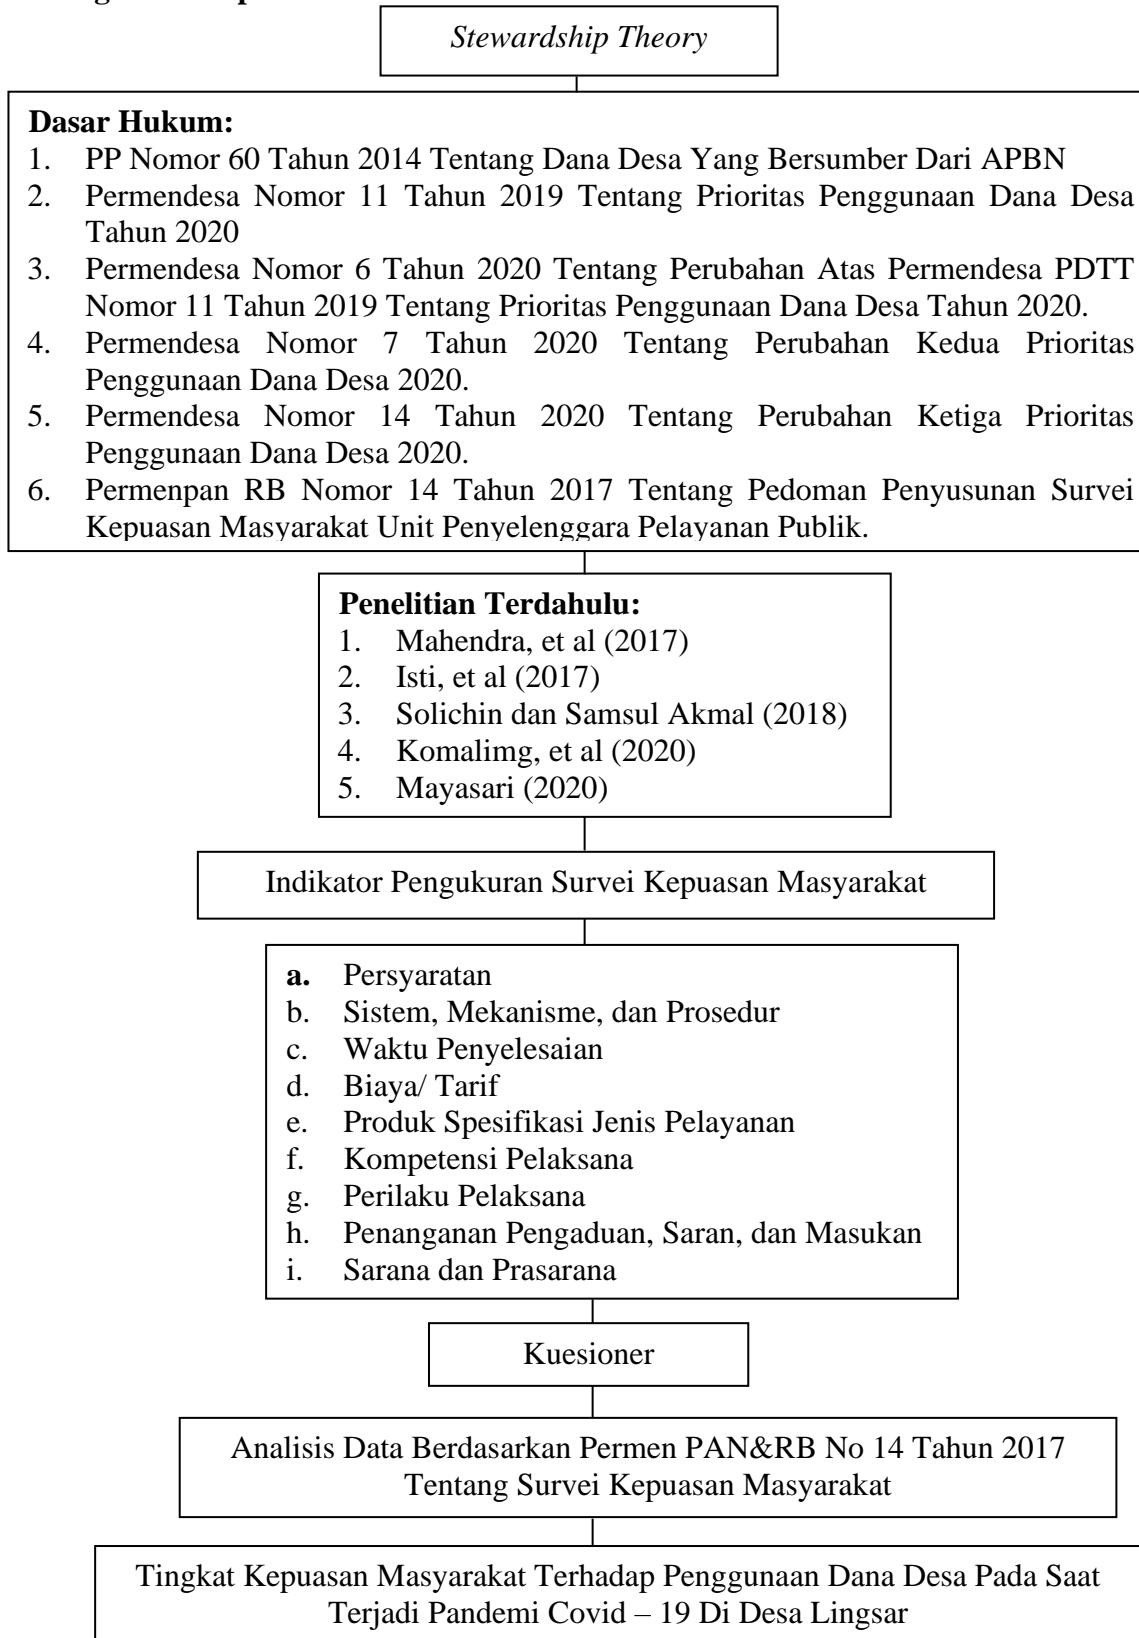 Stewardship Theory
Dasar Hukum:
1. PP Nomor 60 Tahun 2014 Tentang Dana Desa Yang Bersumber Dari APBN
2. Permendesa Nomor 11 Tahun 2019 Tentang Prioritas Penggunaan Dana Desa
Tahun 2020
3. Permendesa Nomor 6 Tahun 2020 Tentang Perubahan Atas Permendesa PDTT
Nomor 11 Tahun 2019 Tentang Prioritas Penggunaan Dana Desa Tahun 2020.
4. Permendesa Nomor 7 Tahun 2020 Tentang Perubahan Kedua Prioritas
Penggunaan Dana Desa 2020.
5. Permendesa Nomor 14 Tahun 2020 Tentang Perubahan Ketiga Prioritas
Penggunaan Dana Desa 2020.
6. Permenpan RB Nomor 14 Tahun 2017 Tentang Pedoman Penyusunan Survei
Kepuasan Masyarakat Unit Penyelenggara Pelayanan Publik.
Penelitian Terdahulu:
1. Mahendra, et al (2017)
2. Isti, et al (2017)
3. Solichin dan Samsul Akmal (2018)
4. Komalimg, et al (2020)
5. Mayasari (2020)
Indikator Pengukuran Survei Kepuasan Masyarakat
a. Persyaratan
b. Sistem, Mekanisme, dan Prosedur
c. Waktu Penyelesaian
d. Biaya/ Tarif
e. Produk Spesifikasi Jenis Pelayanan
f. Kompetensi Pelaksana
g. Perilaku Pelaksana
h. Penanganan Pengaduan, Saran, dan Masukan
i. Sarana dan Prasarana
Kuesioner
Analisis Data Berdasarkan Permen PAN&RB No 14 Tahun 2017
Tentang Survei Kepuasan Masyarakat
Tingkat Kepuasan Masyarakat Terhadap Penggunaan Dana Desa Pada Saat
Terjadi Pandemi Covid – 19 Di Desa Lingsar